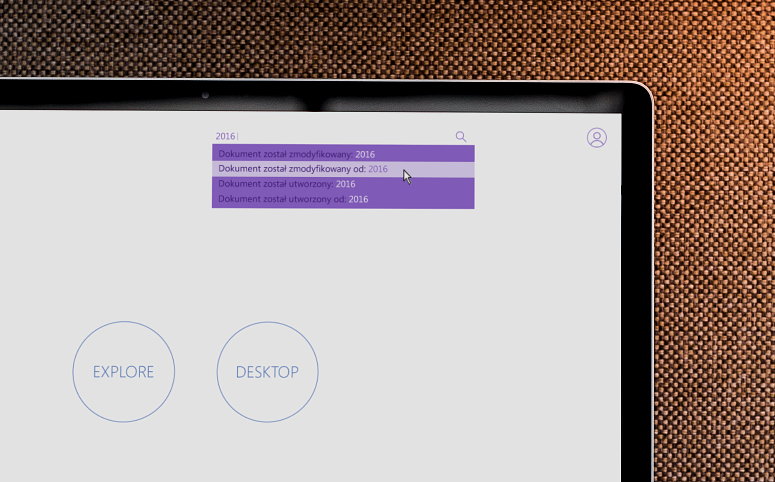 2016
Dokument został zmodyfikowany: 2016
Dokument został zmodyfikowany od: 2016
Dokument został utworzony: 2016
Dokument został utworzony od: 2016
EXPLORE
DESKTOP